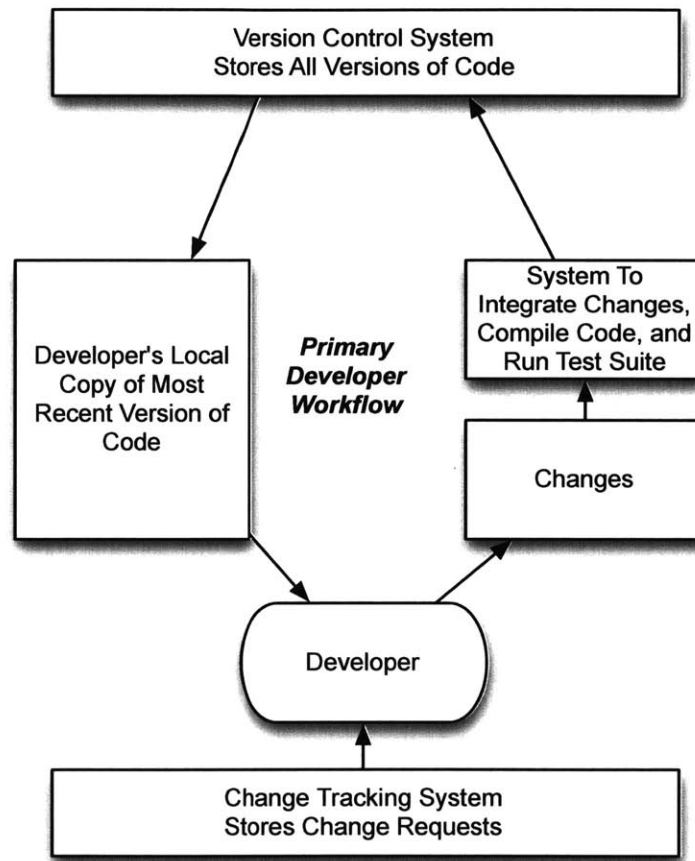 Version Control System
Stores All Versions of Code
Developer's Local
Copy of Most
Recent Version of
Code
Primary
Developer
Workflow
System To
Integrate Changes,
Compile Code, and
Run Test Suite
Changes
Developer
Change Tracking System
Stores Change Requests